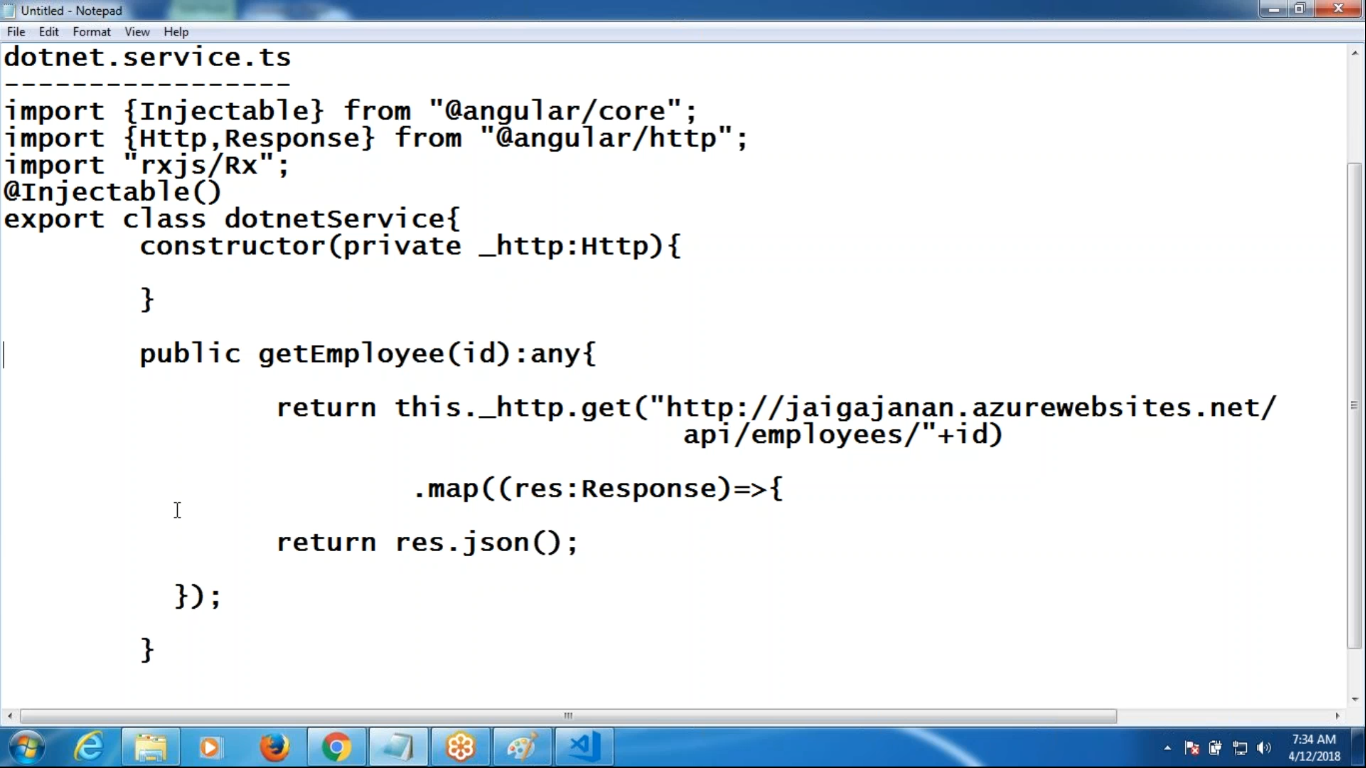 Untitled - Notepad
File Edit Format View Help
dotnet.service.ts
-----------------
import {Injectable} from "@angular/core";
import {Http,Response} from "@angular/http";
import "rxjs/Rx";
@Injectable()
export class dotnetService{
constructor(private _http:Http){
}
public getEmployee(id):any{
return this._http.get("http://jaigajanan.azurewebsites.net/
api/employees/"+id)
.map((res:Response)=>{
return res.json();
});
}
7:34 AM
4/12/2018